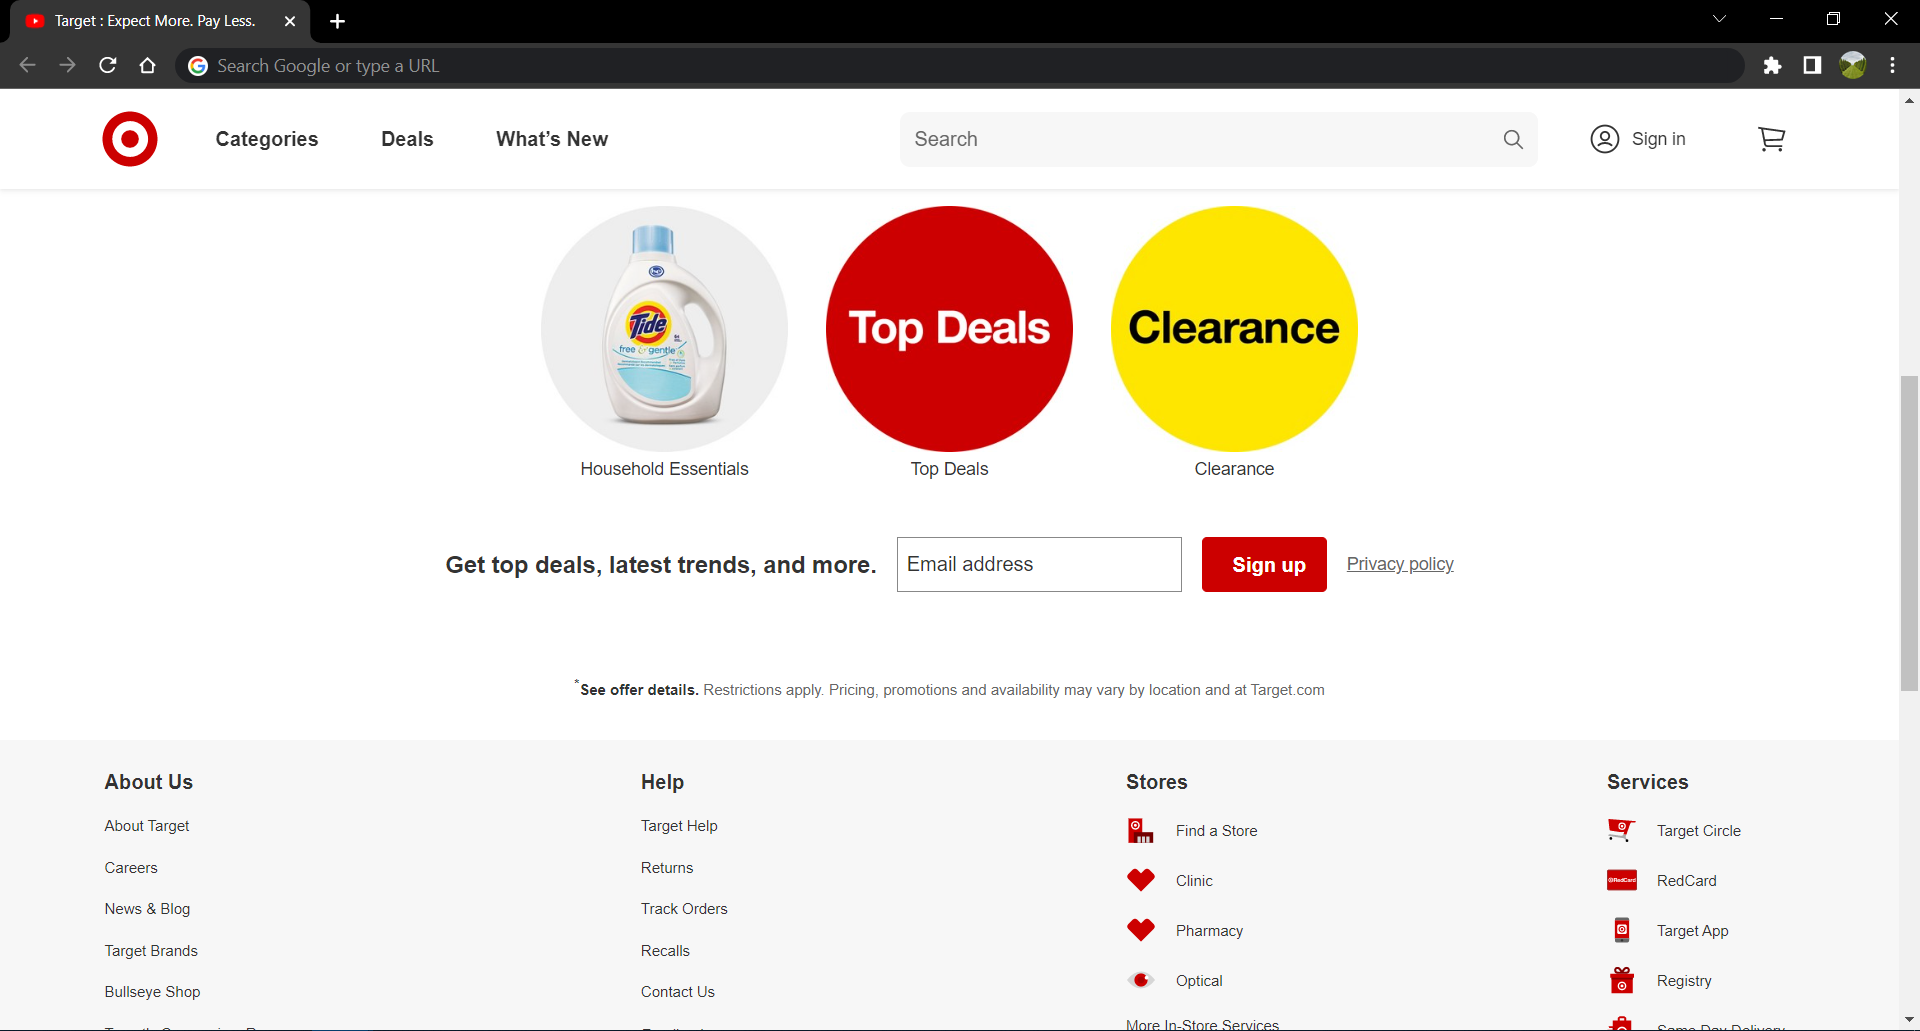 Target : Expect More. Pay Less.
Search Google or type a URL
Categories Deals What's New Search Sign in
Tide
free & gentle
Top Deals
Clearance
Household Essentials Top Deals Clearance
Get top deals, latest trends, and more. Email address Sign up Privacy policy
*See offer details. Restrictions apply. Pricing, promotions and availability may vary by location and at Target.com
About Us
About Target
Careers
News & Blog
Target Brands
Bullseye Shop
Help
Target Help
Returns
Track Orders
Recalls
Contact Us
Stores
Find a Store
Clinic
Pharmacy
Optical
More In-Store Services
Services
Target Circle
RedCard
RedCard
Target App
Registry
Same Day Delivery